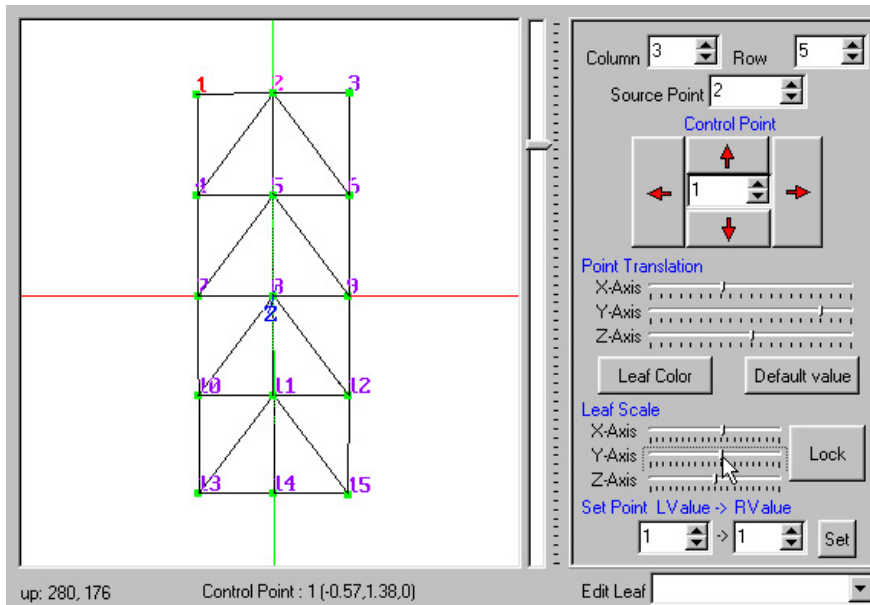 1 2 3
4 5 5
7 8 9
Z
10 11 12
13 14 15
up: 280, 176
Control Point : 1 (-0.57,1.38,0)
Column 3 Row 5
Source Point 2
Control Point
1
Point Translation
X-Axis
Y-Axis
Z-Axis
Leaf Color Default value
Leaf Scale
X-Axis
Y-Axis
Z-Axis
Lock
Set Point LValue -> RValue
1 -> 1 Set
Edit Leaf